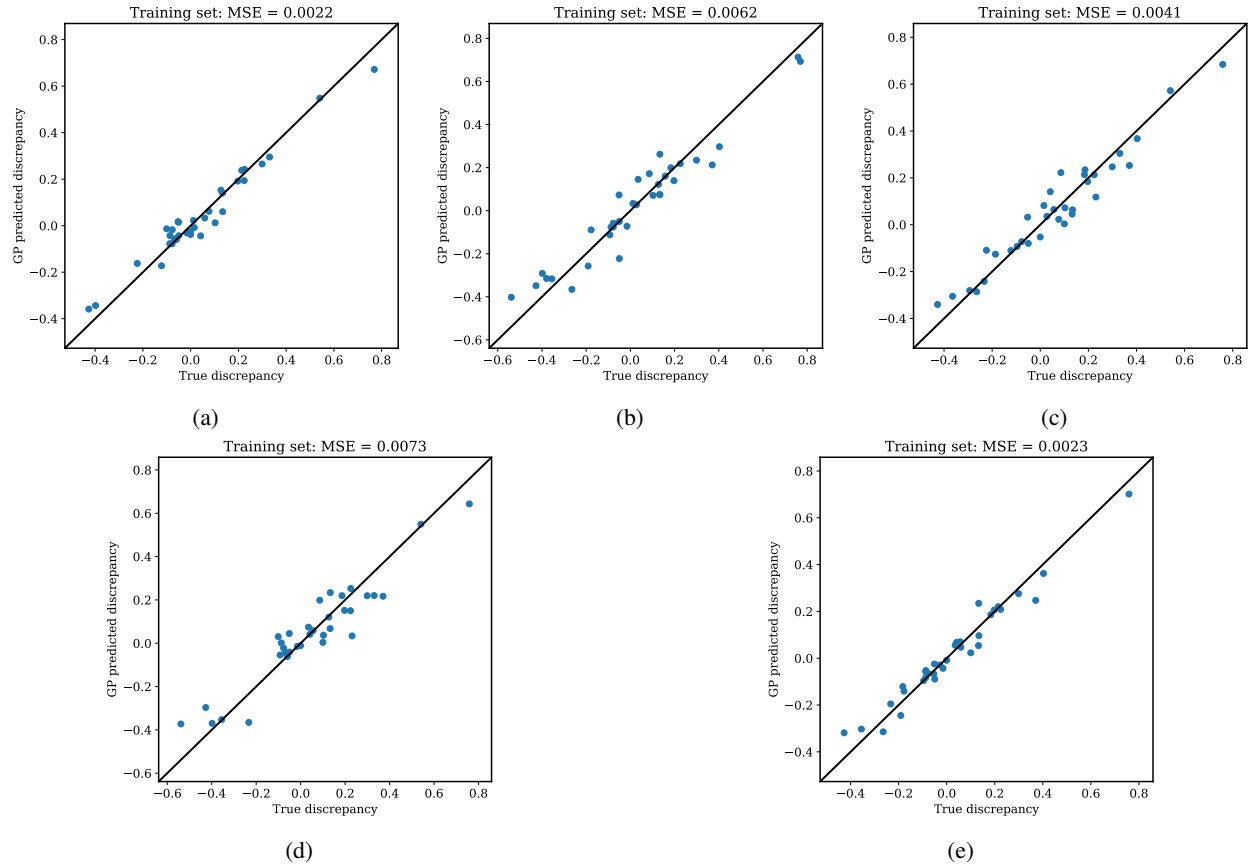 Training set: MSE = 0.0022
0.8
0.6
0.4
0.2
0.0
−0.2
−0.4
GP predicted discrepancy
−0.4 −0.2 0.0 0.2 0.4 0.6 0.8
True discrepancy
(a)
Training set: MSE = 0.0062
0.8
0.6
0.4
0.2
0.0
−0.2
−0.4
−0.6
GP predicted discrepancy
−0.6 −0.4 −0.2 0.0 0.2 0.4 0.6 0.8
True discrepancy
(b)
Training set: MSE = 0.0041
0.8
0.6
0.4
0.2
0.0
−0.2
−0.4
GP predicted discrepancy
−0.4 −0.2 0.0 0.2 0.4 0.6 0.8
True discrepancy
(c)
Training set: MSE = 0.0073
0.8
0.6
0.4
0.2
0.0
−0.2
−0.4
−0.6
GP predicted discrepancy
−0.6 −0.4 −0.2 0.0 0.2 0.4 0.6 0.8
True discrepancy
(d)
Training set: MSE = 0.0023
0.8
0.6
0.4
0.2
0.0
−0.2
−0.4
GP predicted discrepancy
−0.4 −0.2 0.0 0.2 0.4 0.6 0.8
True discrepancy
(e)